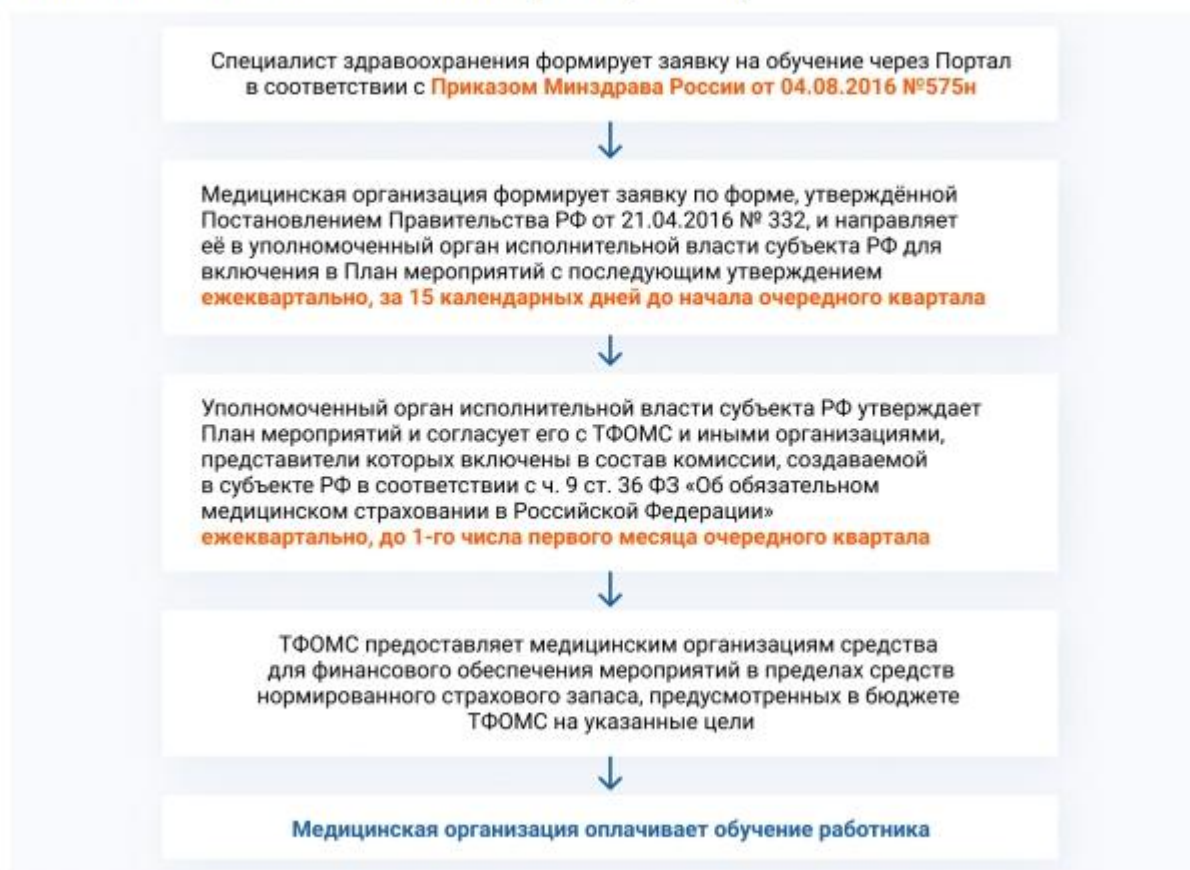 Специалист здравоохранения формирует заявку на обучение через Портал
в соответствии с Приказом Минздрава России от 04.08.2016 №575н
Медицинская организация формирует заявку по форме, утверждённой
Постановлением Правительства РФ от 21.04.2016 № 332, и направляет
её в уполномоченный орган исполнительной власти субъекта РФ для
включения в План мероприятий с последующим утверждением
ежеквартально, за 15 календарных дней до начала очередного квартала
Уполномоченный орган исполнительной власти субъекта РФ утверждает
План мероприятий и согласует его с ТФОМС и иными организациями,
представители которых включены в состав комиссии, создаваемой
в субъекте РФ в соответствии с ч. 9 ст. 36 ФЗ «Об обязательном
медицинском страховании в Российской Федерации»
ежеквартально, до 1-го числа первого месяца очередного квартала
ТФОМС предоставляет медицинским организациям средства
для финансового обеспечения мероприятий в пределах средств
нормированного страхового запаса, предусмотренных в бюджете
ТФОМС на указанные цели
Медицинская организация оплачивает обучение работника